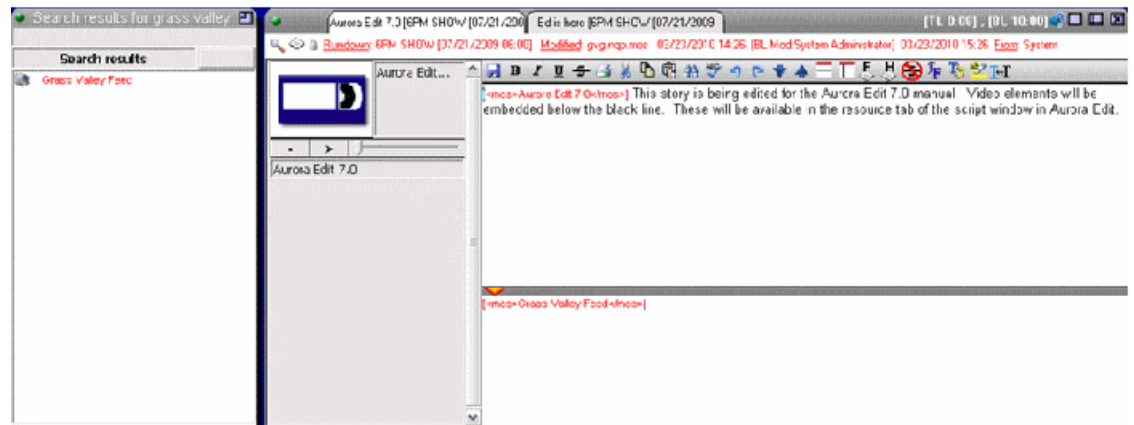 Search results for grass valley
Search results
Grass Valley Feed
Aurora Edit 7.0 [6PM SHOW [07/21/200
Ed is here [6PM SHOW [07/21/2009
[TL 0:06] , [BL 10:00]
Rundown: 6PM SHOW [07/21/2009 06:00] Modified: 03/23/2010 14:26 [BL Mod System Administrator] 03/23/2010 15:26 From: System
Aurora Edit...
Aurora Edit 7.0
[<mos>Aurora Edit 7.0</mos>] This story is being edited for the Aurora Edit 7.0 manual. Video elements will be
embedded below the black line. These will be available in the resource tab of the script window in Aurora Edit.
[<mos>Grass Valley Feed</mos>]